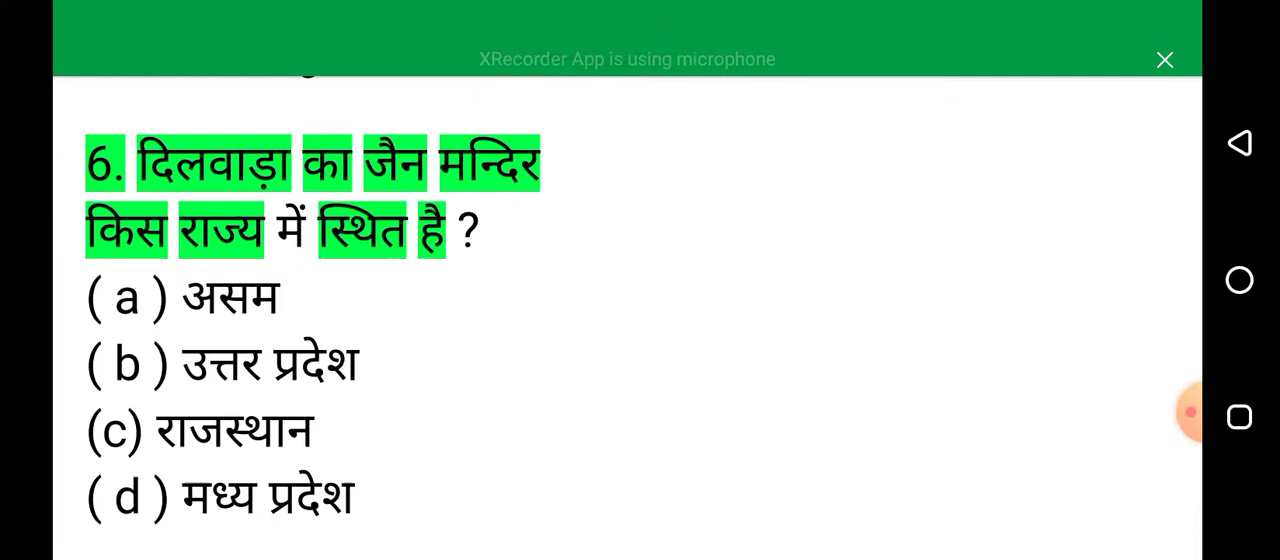 XRecorder App is using microphone
6. दिलवाड़ा का जैन मन्दिर
किस राज्य में स्थित है ?
( a ) असम
( b ) उत्तर प्रदेश
(c) राजस्थान
( d ) मध्य प्रदेश